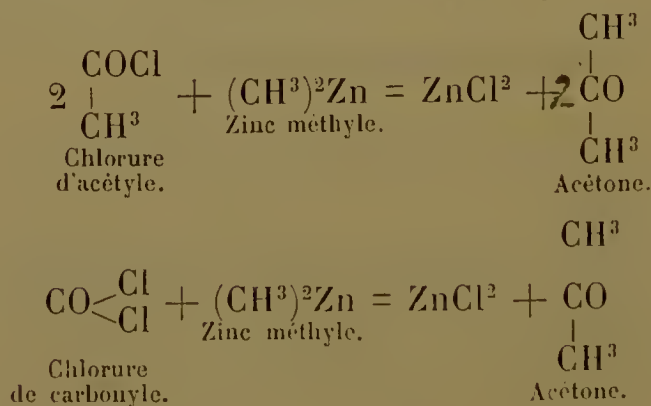 CH³
2 COCl + (CH³)²Zn = ZnCl² + 2 CO
CH³ Zinc méthyle. CH³
Chlorure
d'acétyle. Acétone.
CH³
CO< Cl Cl + (CH³)²Zn = ZnCl² + CO
Zinc méthyle. CH³
Chlorure
de carbonyle. Acétone.